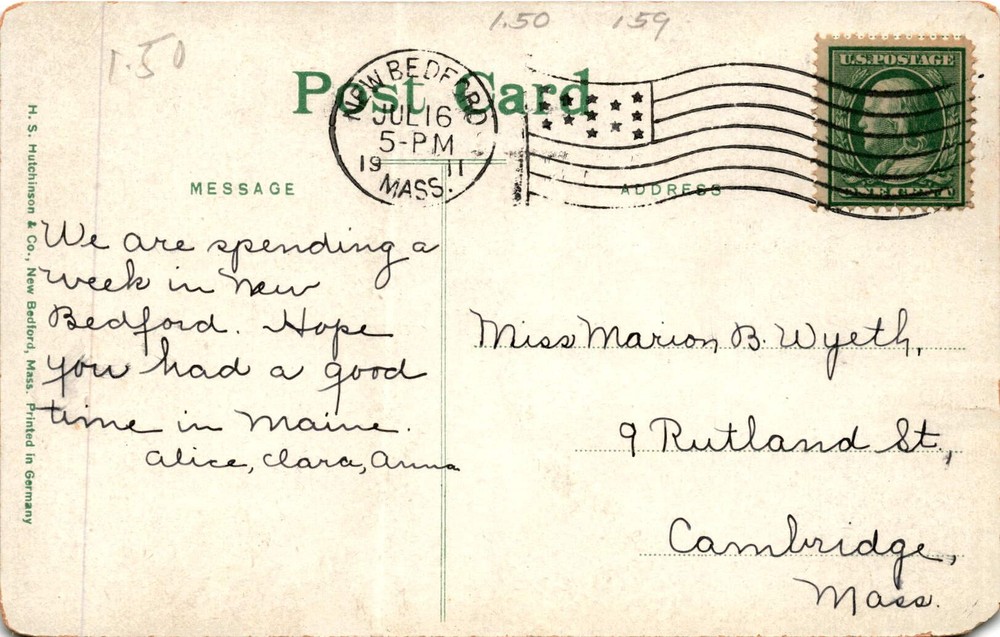 1.50 159
1.50
Post Card
NEW BEDFORD
JUL 16
5-PM
19 11
MASS.
U.S. POSTAGE
ONE CENT
MESSAGE
ADDRESS
We are spending a
week in New
Bedford. Hope
you had a good
time in Maine.
Alice, Clara, Anna
Miss Marion B. Wyeth,
9 Rutland St.,
Cambridge,
Mass.
H. S. Hutchinson & Co., New Bedford, Mass. Printed in Germany